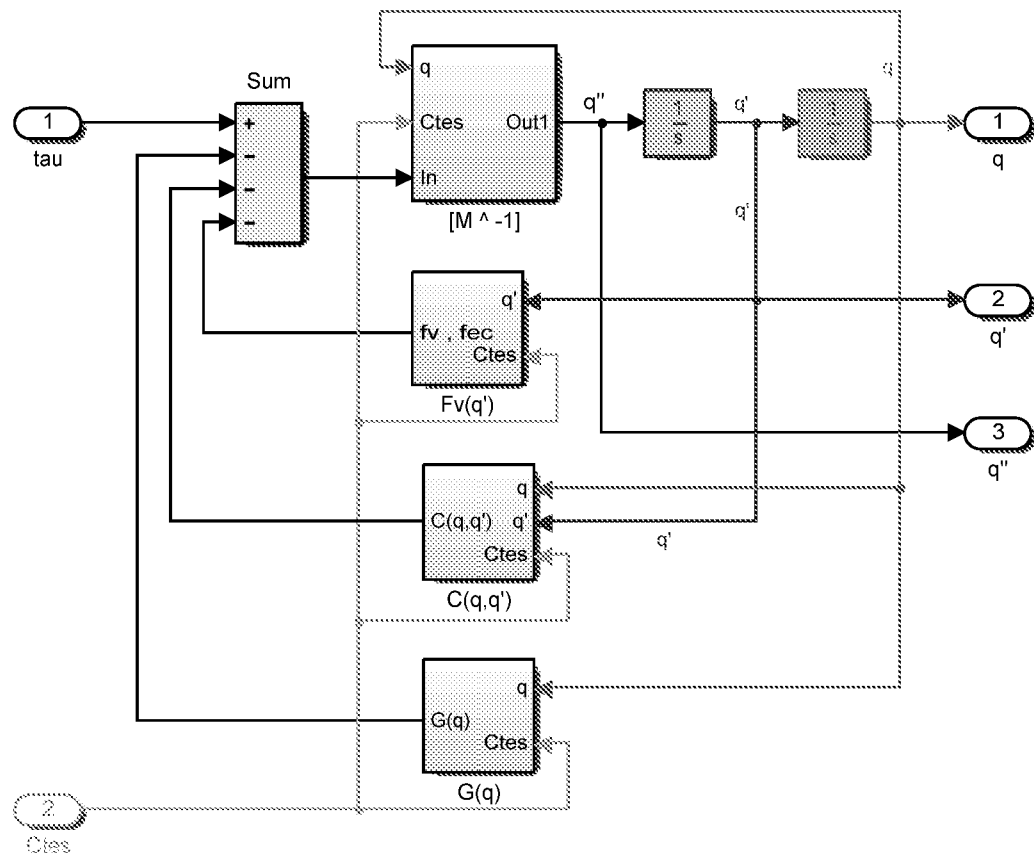 Sum
1
tau
+
-
-
-
q
Ctes
Out1
In
[M ^ -1]
q''
1
s
q'
1
s
q
1
q
q'
q'
fv , fec
Ctes
Fv(q')
2
q'
3
q''
q
C(q,q')
q'
Ctes
C(q,q')
q'
q
G(q)
Ctes
G(q)
2
Ctes